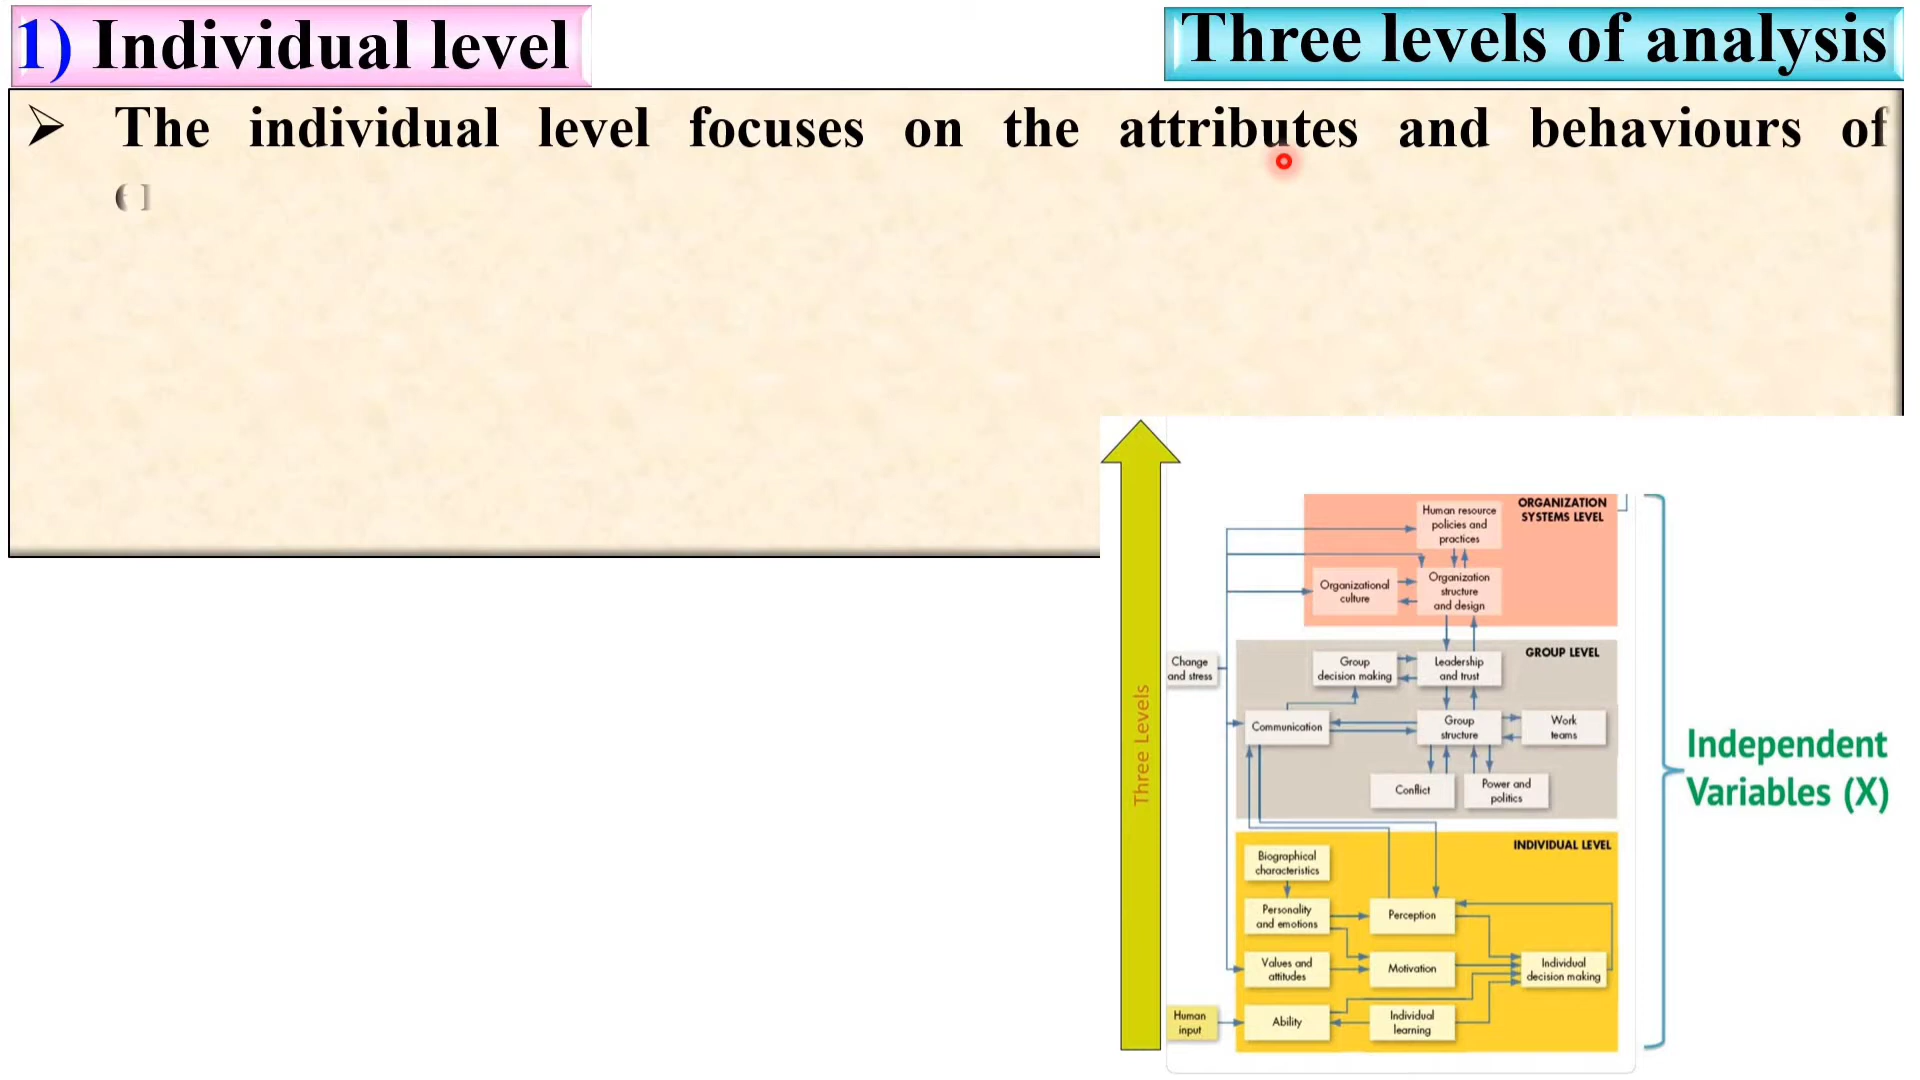 1) Individual level
Three levels of analysis
The individual level focuses on the attributes and behaviours of
Three Levels
ORGANIZATION
SYSTEMS LEVEL
Human resource
policies and
practices
Organizational
culture
Organization
structure
and design
GROUP LEVEL
Change
and stress
Group
decision making
Leadership
and trust
Communication
Group
structure
Work
teams
Conflict
Power and
politics
Independent
Variables (X)
INDIVIDUAL LEVEL
Biographical
characteristics
Personality
and emotions
Perception
Values and
attitudes
Motivation
Individual
decision making
Human
input
Ability
Individual
learning